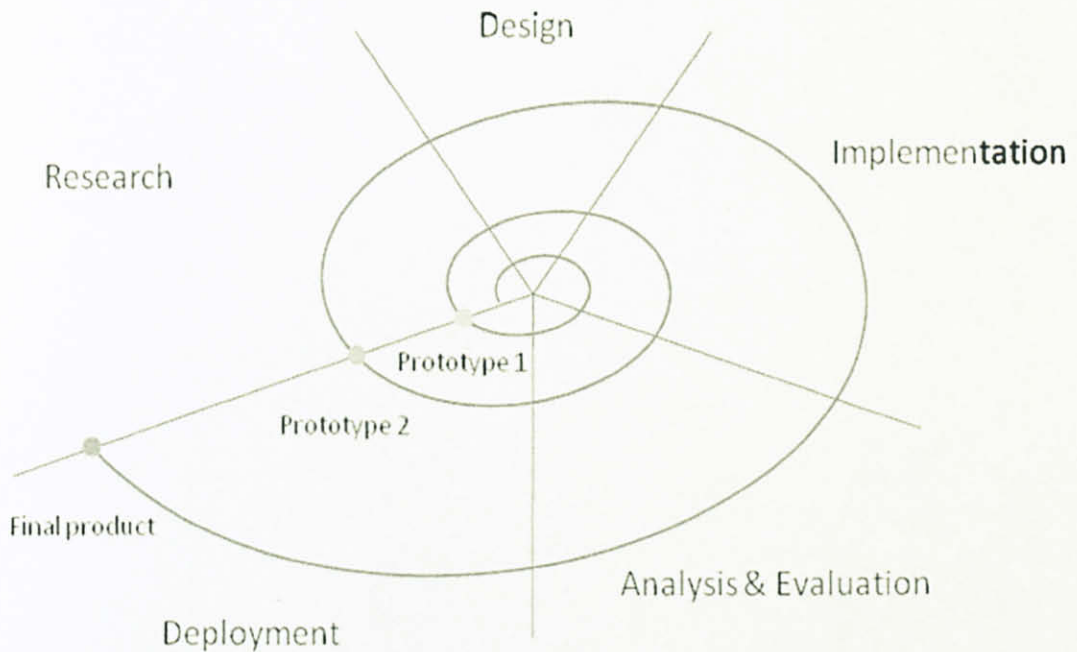 Design
Implementation
Research
Prototype 1
Prototype 2
Final product
Analysis & Evaluation
Deployment